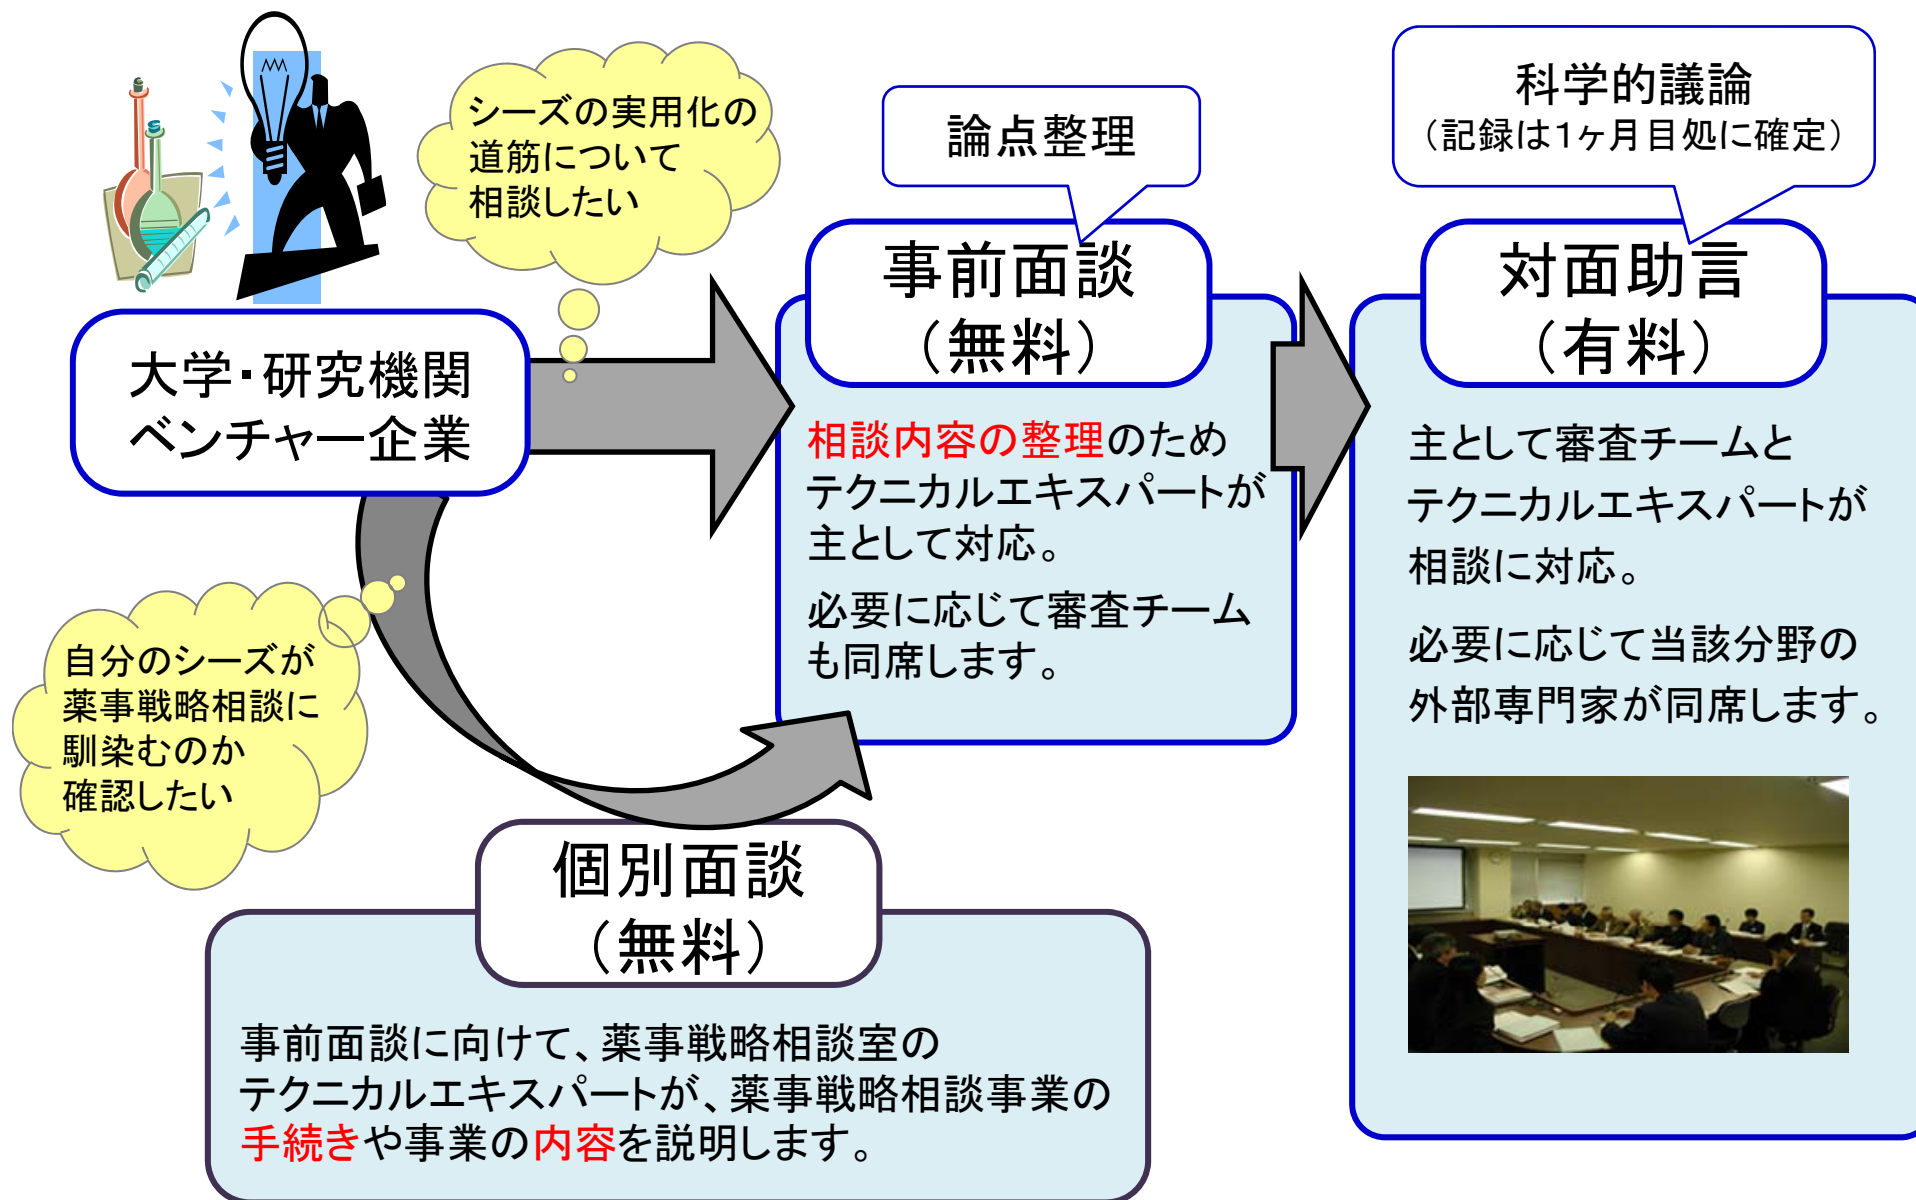 シーズの実用化の
道筋について
相談したい
論点整理
科学的議論
（記録は1ヶ月目処に確定）
大学・研究機関
ベンチャー企業
事前面談
（無料）
相談内容の整理のため
テクニカルエキスパートが
主として対応。
必要に応じて審査チーム
も同席します。
対面助言
（有料）
主として審査チームと
テクニカルエキスパートが
相談に対応。
必要に応じて当該分野の
外部専門家が同席します。
自分のシーズが
薬事戦略相談に
馴染むのか
確認したい
個別面談
（無料）
事前面談に向けて、薬事戦略相談室の
テクニカルエキスパートが、薬事戦略相談事業の
手続きや事業の内容を説明します。